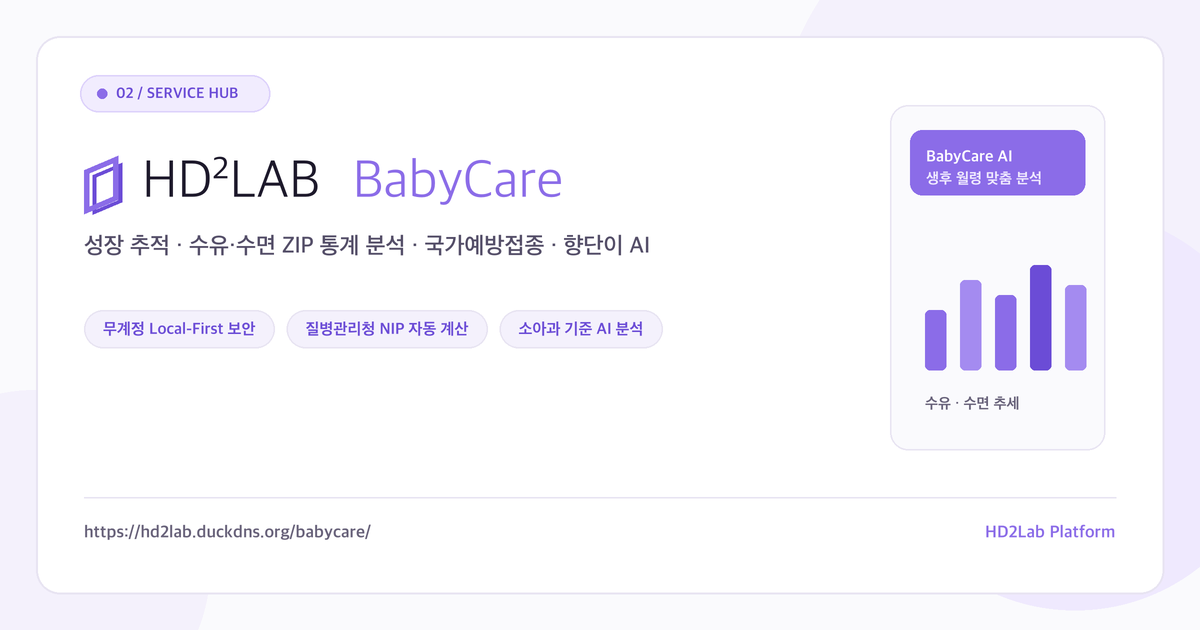 02 / SERVICE HUB
HD²LAB BabyCare
성장 추적 · 수유·수면 ZIP 통계 분석 · 국가예방접종 · 향단이 AI
무계정 Local-First 보안
질병관리청 NIP 자동 계산
소아과 기준 AI 분석
BabyCare AI
생후 월령 맞춤 분석
수유 · 수면 추세
https://hd2lab.duckdns.org/babycare/
HD2Lab Platform